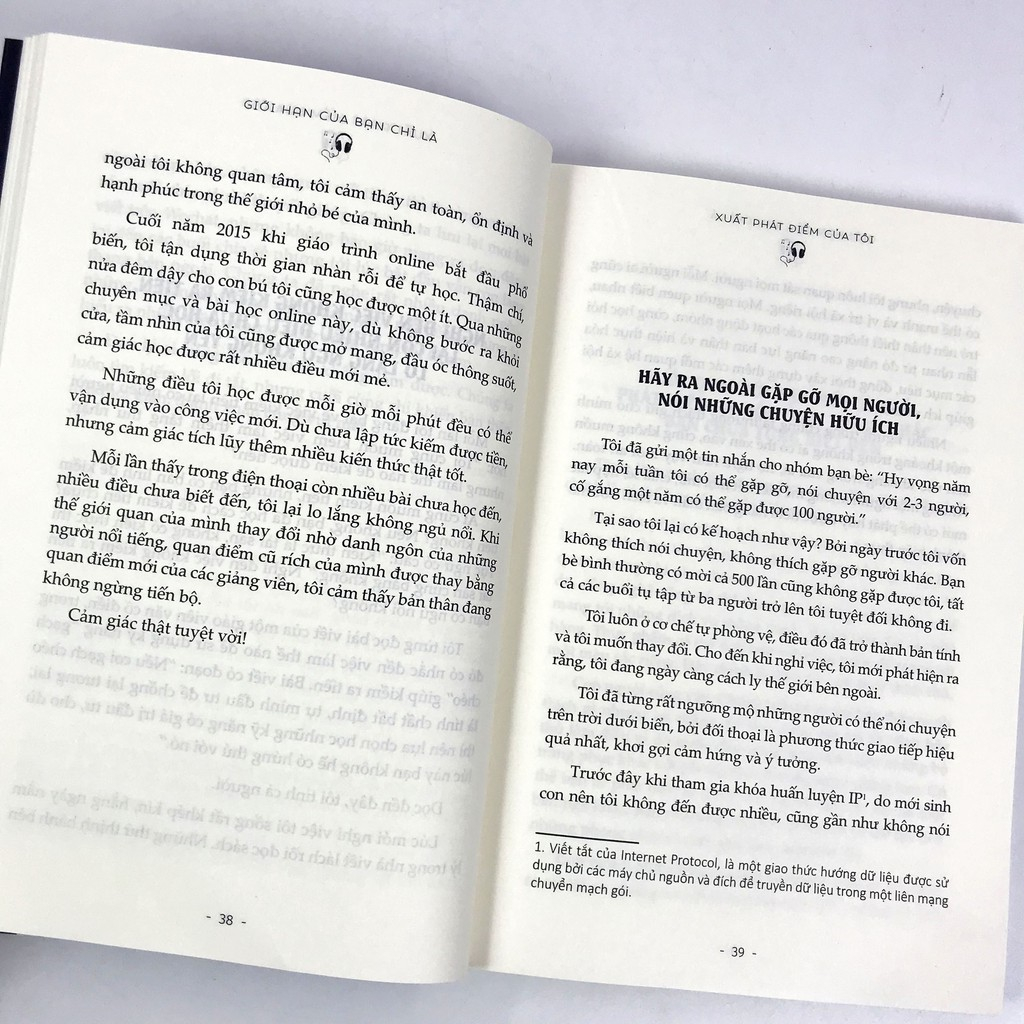 GIỚI HẠN CỦA BẠN CHỈ LÀ
ngoài tôi không quan tâm, tôi cảm thấy an toàn, ổn định và
hạnh phúc trong thế giới nhỏ bé của mình.
Cuối năm 2015 khi giáo trình online bắt đầu phổ
biến, tôi tận dụng thời gian nhàn rỗi để tự học. Thậm chí,
nửa đêm dậy cho con bú tôi cũng học được một ít. Qua những
chuyên mục và bài học online này, dù không bước ra khỏi
cửa, tầm nhìn của tôi cũng được mở mang, đầu óc thông suốt,
cảm giác học được rất nhiều điều mới mẻ.
Những điều tôi học được mỗi giờ mỗi phút đều có thể
vận dụng vào công việc mới. Dù chưa lập tức kiếm được tiền,
nhưng cảm giác tích lũy thêm nhiều kiến thức thật tốt.
Mỗi lần thấy trong điện thoại còn nhiều bài chưa học đến,
nhiều điều chưa biết đến, tôi lại lo lắng không ngủ nổi. Khi
thế giới quan của mình thay đổi nhờ danh ngôn của những
người nổi tiếng, quan điểm cũ rích của mình được thay bằng
quan điểm mới của các giảng viên, tôi cảm thấy bản thân đang
không ngừng tiến bộ.
Cảm giác thật tuyệt vời!
- 38 -
XUẤT PHÁT ĐIỂM CỦA TÔI
HÃY RA NGOÀI GẶP GỠ MỌI NGƯỜI,
NÓI NHỮNG CHUYỆN HỮU ÍCH
Tôi đã gửi một tin nhắn cho nhóm bạn bè: “Hy vọng năm
nay mỗi tuần tôi có thể gặp gỡ, nói chuyện với 2-3 người,
cố gắng một năm có thể gặp được 100 người.”
Tại sao tôi lại có kế hoạch như vậy? Bởi ngày trước tôi vốn
không thích nói chuyện, không thích gặp gỡ người khác. Bạn
bè bình thường có mời cả 500 lần cũng không gặp được tôi, tất
cả các buổi tụ tập từ ba người trở lên tôi tuyệt đối không đi.
Tôi luôn ở cơ chế tự phòng vệ, điều đó đã trở thành bản tính
và tôi muốn thay đổi. Cho đến khi nghỉ việc, tôi mới phát hiện ra
rằng, tôi đang ngày càng cách ly thế giới bên ngoài.
Tôi đã từng rất ngưỡng mộ những người có thể nói chuyện
trên trời dưới biển, bởi đối thoại là phương thức giao tiếp hiệu
quả nhất, khơi gợi cảm hứng và ý tưởng.
Trước đây khi tham gia khóa huấn luyện IP¹, do mới sinh
con nên tôi không đến được nhiều, cũng gần như không nói
1. Viết tắt của Internet Protocol, là một giao thức hướng dữ liệu được sử
dụng bởi các máy chủ nguồn và đích để truyền dữ liệu trong một liên mạng
chuyển mạch gói.
- 39 -